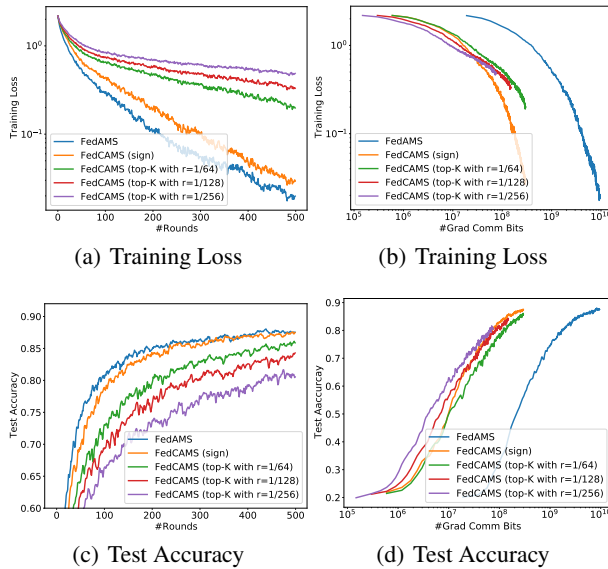 10⁰
10⁻¹
Training Loss
FedAMS
FedCAMS (sign)
FedCAMS (top-K with r=1/64)
FedCAMS (top-K with r=1/128)
FedCAMS (top-K with r=1/256)
0 100 200 300 400 500
#Rounds
(a) Training Loss
10⁰
10⁻¹
Training Loss
FedAMS
FedCAMS (sign)
FedCAMS (top-K with r=1/64)
FedCAMS (top-K with r=1/128)
FedCAMS (top-K with r=1/256)
10⁵ 10⁶ 10⁷ 10⁸ 10⁹ 10¹⁰
#Grad Comm Bits
(b) Training Loss
0.90
0.85
0.80
0.75
0.70
0.65
0.60
Test Accuracy
FedAMS
FedCAMS (sign)
FedCAMS (top-K with r=1/64)
FedCAMS (top-K with r=1/128)
FedCAMS (top-K with r=1/256)
0 100 200 300 400 500
#Rounds
(c) Test Accuracy
0.9
0.8
0.7
0.6
0.5
0.4
0.3
0.2
Test Aaccurcay
FedAMS
FedCAMS (sign)
FedCAMS (top-K with r=1/64)
FedCAMS (top-K with r=1/128)
FedCAMS (top-K with r=1/256)
10⁵ 10⁶ 10⁷ 10⁸ 10⁹ 10¹⁰
#Grad Comm Bits
(d) Test Accuracy